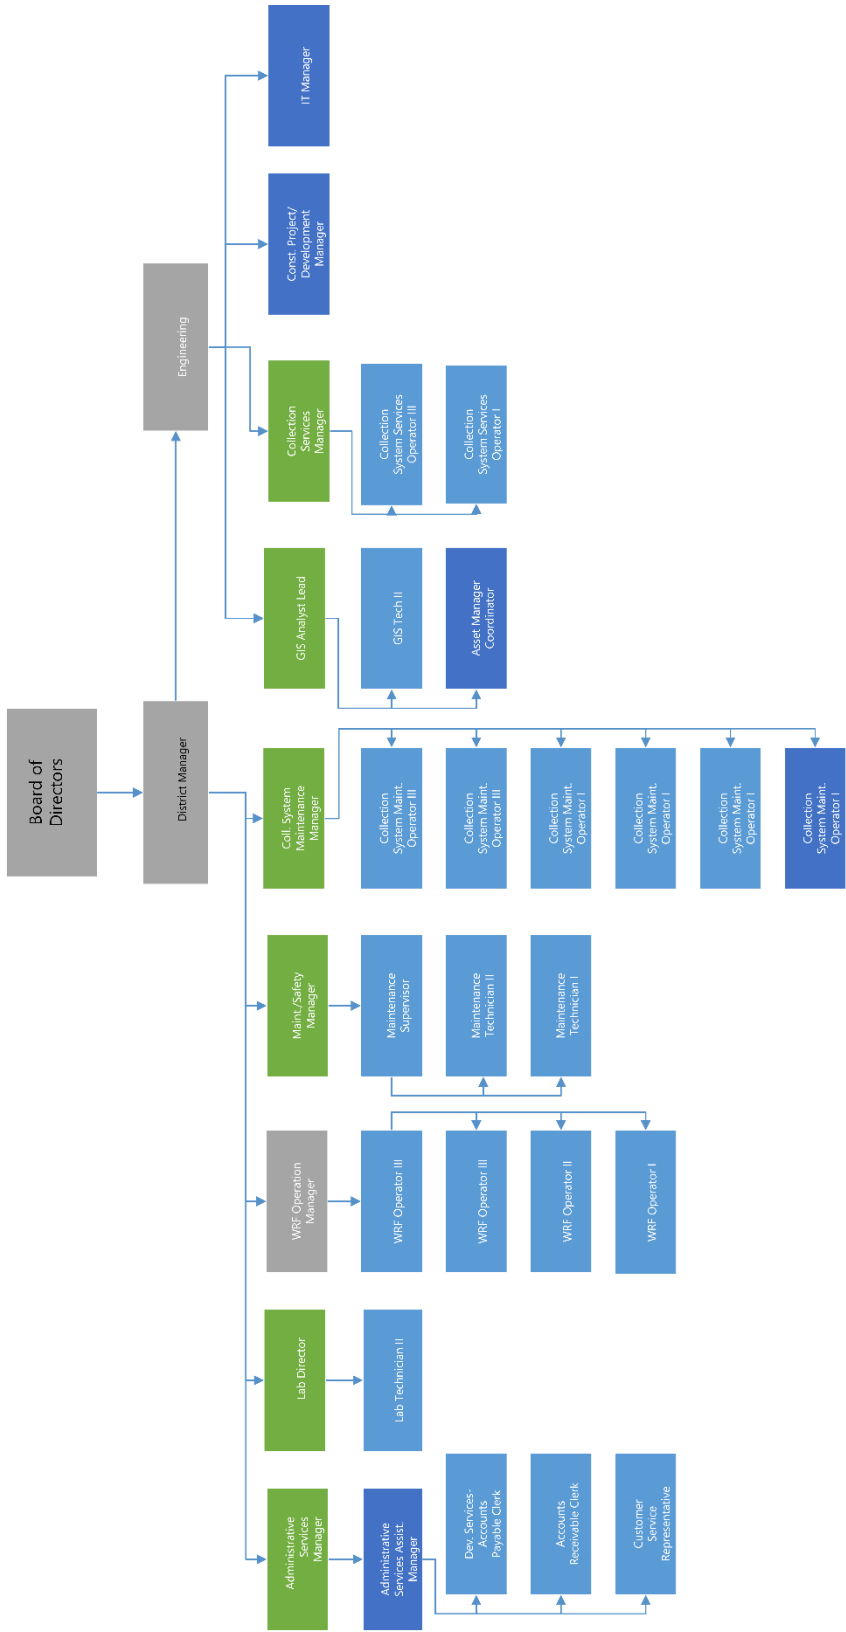 Board of
Directors
District Manager
Engineering
Administrative
Services
Manager
Lab Director
WRF Operation
Manager
Maint./Safety
Manager
Coll. System
Maintenance
Manager
GIS Analyst Lead
Collection
Services
Manager
Const. Project/
Development
Manager
IT Manager
Administrative
Services Assist.
Manager
Lab Technician II
WRF Operator III
Maintenance
Supervisor
Collection
System Maint.
Operator III
GIS Tech II
Collection
System Services
Operator III
Dev. Services-
Accounts
Payable Clerk
WRF Operator III
Maintenance
Technician II
Collection
System Maint.
Operator III
Asset Manager
Coordinator
Collection
System Services
Operator I
Accounts
Receivable Clerk
WRF Operator II
Maintenance
Technician I
Collection
System Maint.
Operator I
Customer
Service
Representative
WRF Operator I
Collection
System Maint.
Operator I
Collection
System Maint.
Operator I
Collection
System Maint.
Operator I